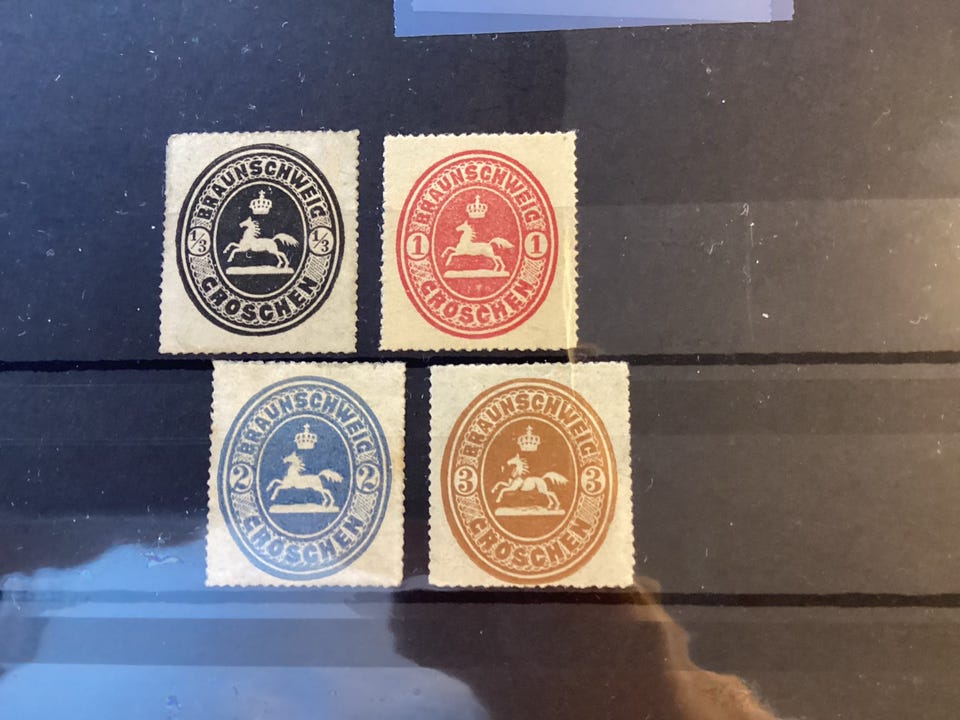 BRAUNSCHWEIG
1/3 1/3
GROSCHEN
BRAUNSCHWEIG
1 1
GROSCHEN
BRAUNSCHWEIG
2 2
GROSCHEN
BRAUNSCHWEIG
3 3
GROSCHEN